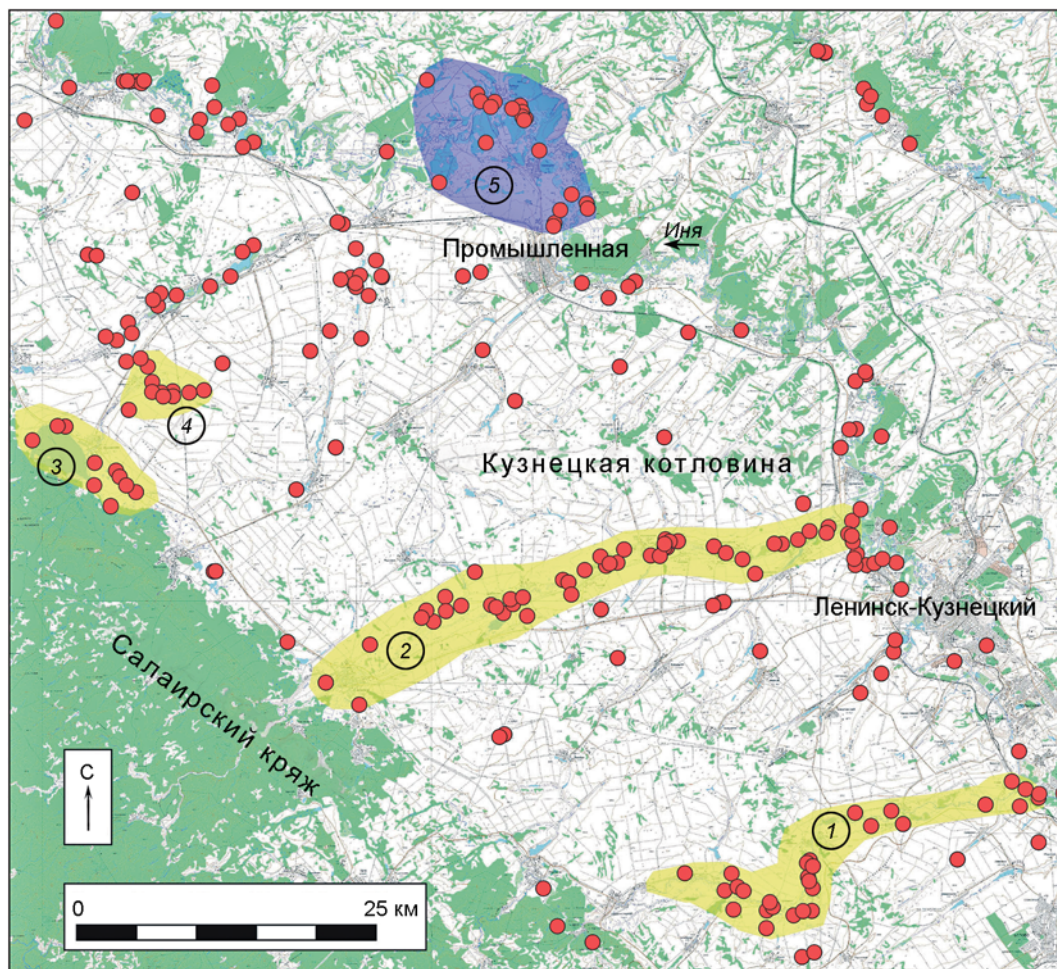 5
Иня
Промышленная
4
3
Кузнецкая котловина
Ленинск-Кузнецкий
2
Салаирский кряж
С
1
0 25 км